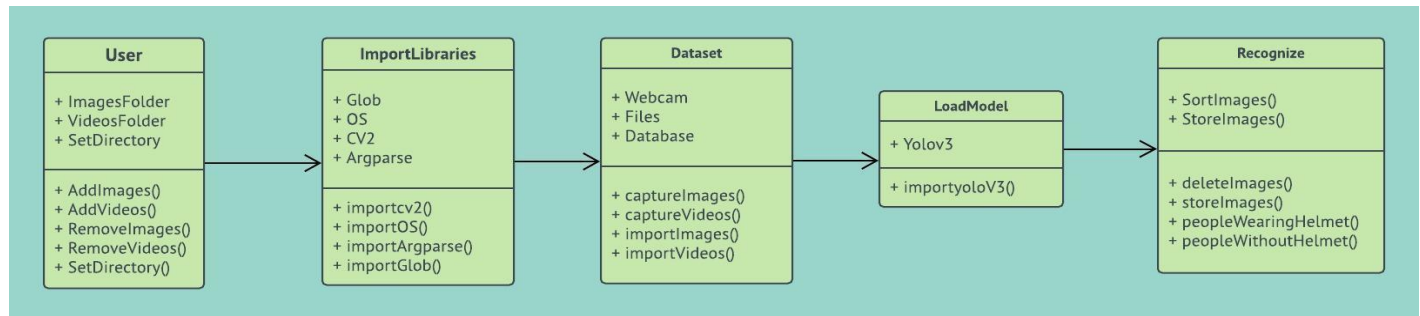 User
+ ImagesFolder
+ VideosFolder
+ SetDirectory
+ AddImages()
+ AddVideos()
+ RemoveImages()
+ RemoveVideos()
+ SetDirectory()
ImportLibraries
+ Glob
+ OS
+ CV2
+ Argparse
+ importcv2()
+ importOS()
+ importArgparse()
+ importGlob()
Dataset
+ Webcam
+ Files
+ Database
+ captureImages()
+ captureVideos()
+ importImages()
+ importVideos()
LoadModel
+ Yolov3
+ importyoloV3()
Recognize
+ SortImages()
+ StoreImages()
+ deleteImages()
+ storeImages()
+ peopleWearingHelmet()
+ peopleWithoutHelmet()